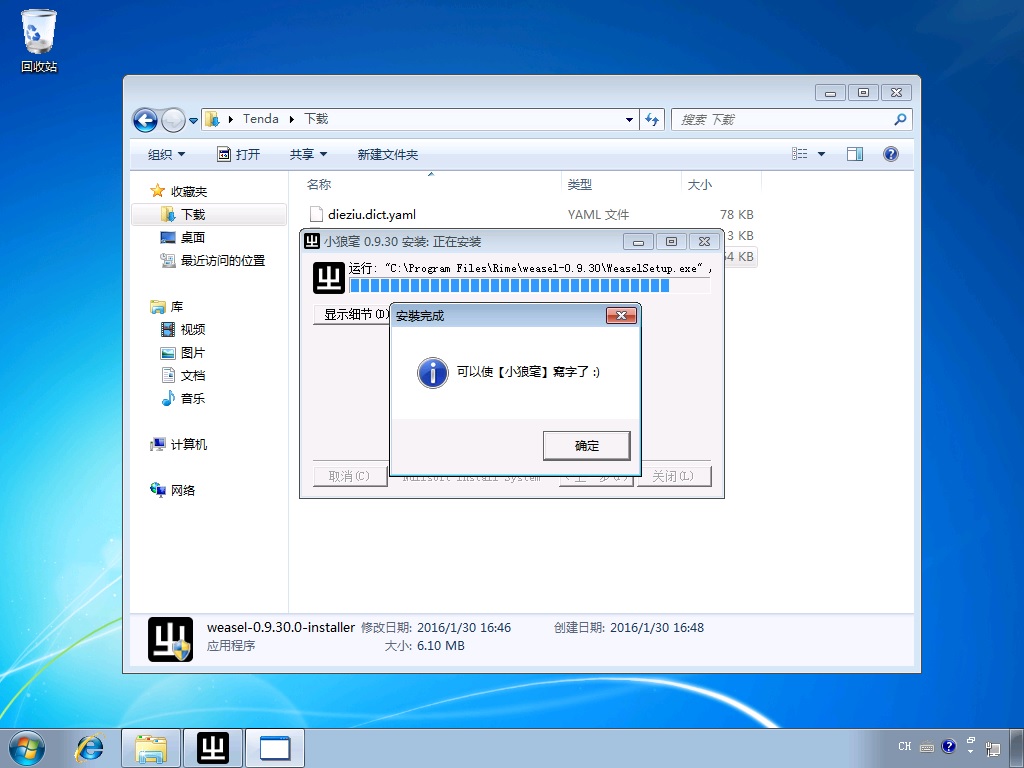 回收站
Tenda
下载
搜索 下载
组织
打开
共享
新建文件夹
收藏夹
下载
桌面
最近访问的位置
库
视频
图片
文档
音乐
计算机
网络
名称
类型
大小
dieziu.dict.yaml
YAML 文件
78 KB
3 KB
64 KB
小狼毫 0.9.30 安装: 正在安装
运行: "C:\Program Files\Rime\weasel-0.9.30\WeaselSetup.exe",
显示细节(D)
安裝完成
可以使【小狼毫】寫字了 :)
确定
取消(C)
Nullsoft Install System
关闭(L)
weasel-0.9.30.0-installer
修改日期: 2016/1/30 16:46
创建日期: 2016/1/30 16:48
应用程序
大小: 6.10 MB
CH